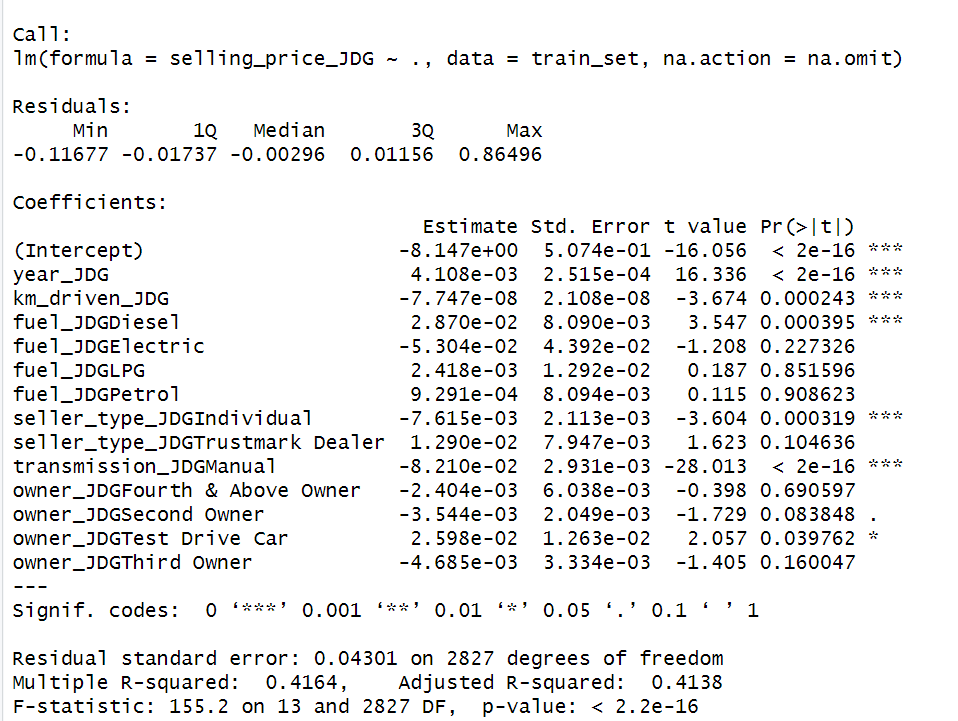 Call:
lm(formula = selling_price_JDG ~ ., data = train_set, na.action = na.omit)
Residuals:
Min 1Q Median 3Q Max
-0.11677 -0.01737 -0.00296 0.01156 0.86496
Coefficients:
Estimate Std. Error t value Pr(>|t|)
(Intercept) -8.147e+00 5.074e-01 -16.056 < 2e-16 ***
year_JDG 4.108e-03 2.515e-04 16.336 < 2e-16 ***
km_driven_JDG -7.747e-08 2.108e-08 -3.674 0.000243 ***
fuel_JDGDiesel 2.870e-02 8.090e-03 3.547 0.000395 ***
fuel_JDGElectric -5.304e-02 4.392e-02 -1.208 0.227326
fuel_JDGLPG 2.418e-03 1.292e-02 0.187 0.851596
fuel_JDGPetrol 9.291e-04 8.094e-03 0.115 0.908623
seller_type_JDGIndividual -7.615e-03 2.113e-03 -3.604 0.000319 ***
seller_type_JDGTrustmark Dealer 1.290e-02 7.947e-03 1.623 0.104636
transmission_JDGManual -8.210e-02 2.931e-03 -28.013 < 2e-16 ***
owner_JDGFourth & Above Owner -2.404e-03 6.038e-03 -0.398 0.690597
owner_JDGSecond Owner -3.544e-03 2.049e-03 -1.729 0.083848 .
owner_JDGTest Drive Car 2.598e-02 1.263e-02 2.057 0.039762 *
owner_JDGThird Owner -4.685e-03 3.334e-03 -1.405 0.160047
---
Signif. codes: 0 ‘***’ 0.001 ‘**’ 0.01 ‘*’ 0.05 ‘.’ 0.1 ‘ ’ 1
Residual standard error: 0.04301 on 2827 degrees of freedom
Multiple R-squared: 0.4164, Adjusted R-squared: 0.4138
F-statistic: 155.2 on 13 and 2827 DF, p-value: < 2.2e-16